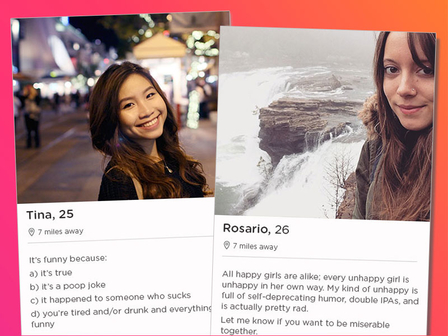 Tina, 25
7 miles away
It's funny because:
a) it's true
b) it's a poop joke
c) it happened to someone who sucks
d) you're tired and/or drunk and everything
funny
Rosario, 26
7 miles away
All happy girls are alike; every unhappy girl is
unhappy in her own way. My kind of unhappy is
full of self-deprecating humor, double IPAs, and
is actually pretty rad.
Let me know if you want to be miserable
together.